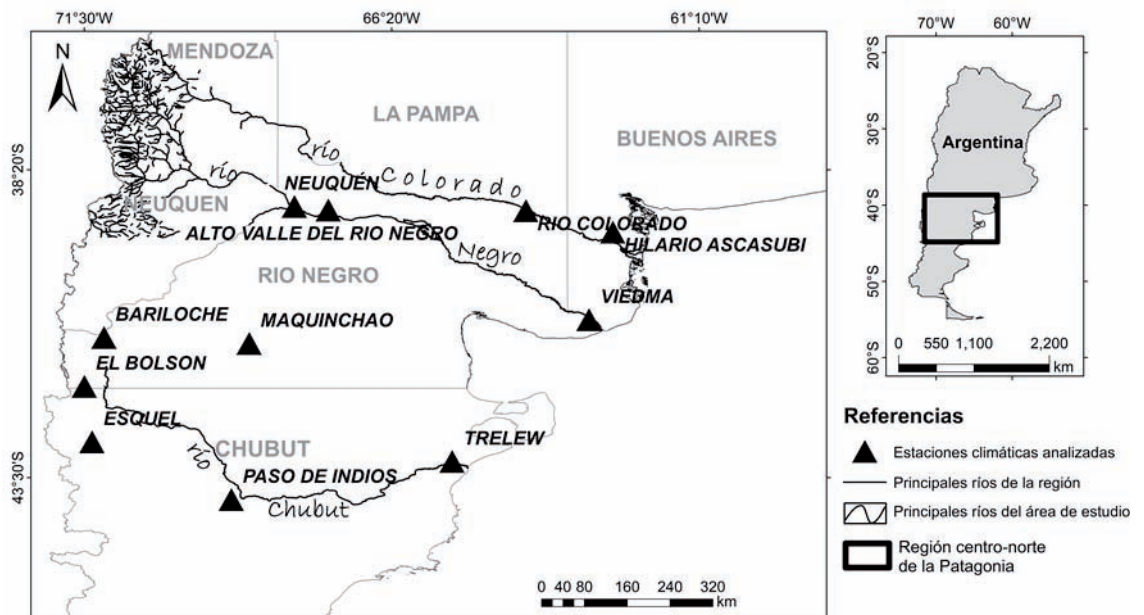 71°30'W
66°20'W
61°10'W
38°20'S
43°30'S
N
MENDOZA
LA PAMPA
BUENOS AIRES
río
Colorado
río
NEUQUÉN
NEUQUEN
RIO COLORADO
ALTO VALLE DEL RIO NEGRO
HILARIO ASCASUBI
Negro
RIO NEGRO
VIEDMA
BARILOCHE
MAQUINCHAO
EL BOLSON
ESQUEL
CHUBUT
río
TRELEW
PASO DE INDIOS
Chubut
0 40 80 160 240 320
km
70°W 60°W
20°S
30°S
40°S
50°S
60°S
Argentina
0 550 1,100 2,200
km
Referencias
Estaciones climáticas analizadas
Principales ríos de la región
Principales ríos del área de estudio
Región centro-norte
de la Patagonia